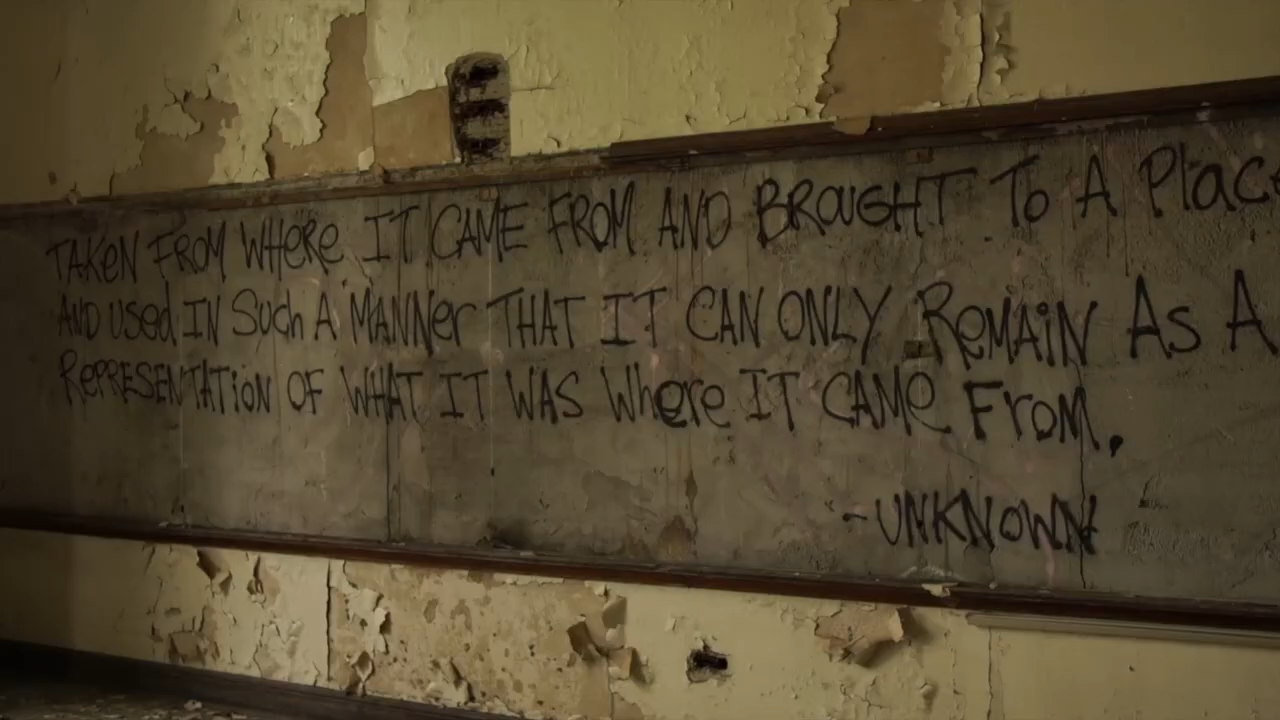 TAKEN FROM WHERE IT CAME FROM AND BROUGHT TO A Place
AND used IN Such A MANNer THAT IT CAN ONLY ReMAiN As A
RePRESENTATiON OF WHAT IT WAS Where IT CAMe FroM.
-UNKNOWN